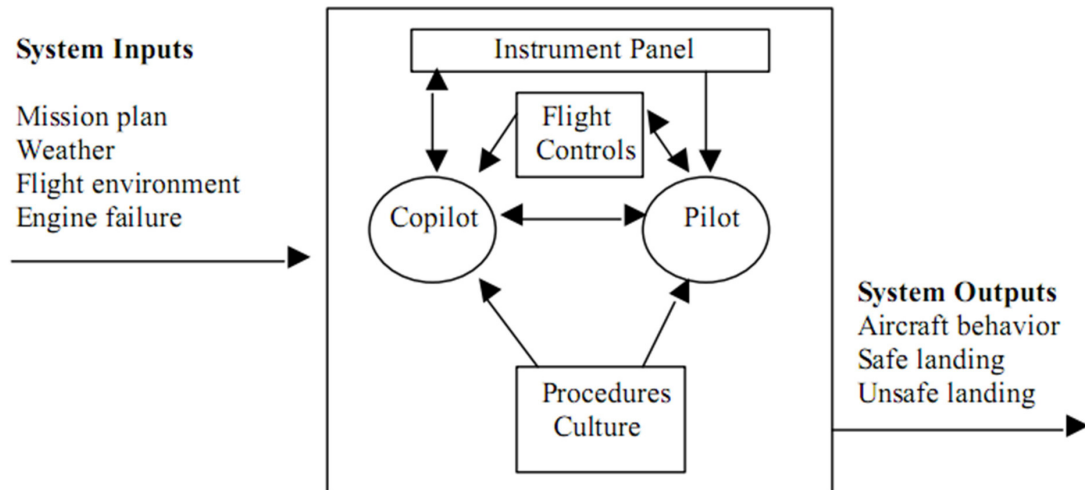 System Inputs
Mission plan
Weather
Flight environment
Engine failure
Instrument Panel
Flight
Controls
Copilot
Pilot
Procedures
Culture
System Outputs
Aircraft behavior
Safe landing
Unsafe landing